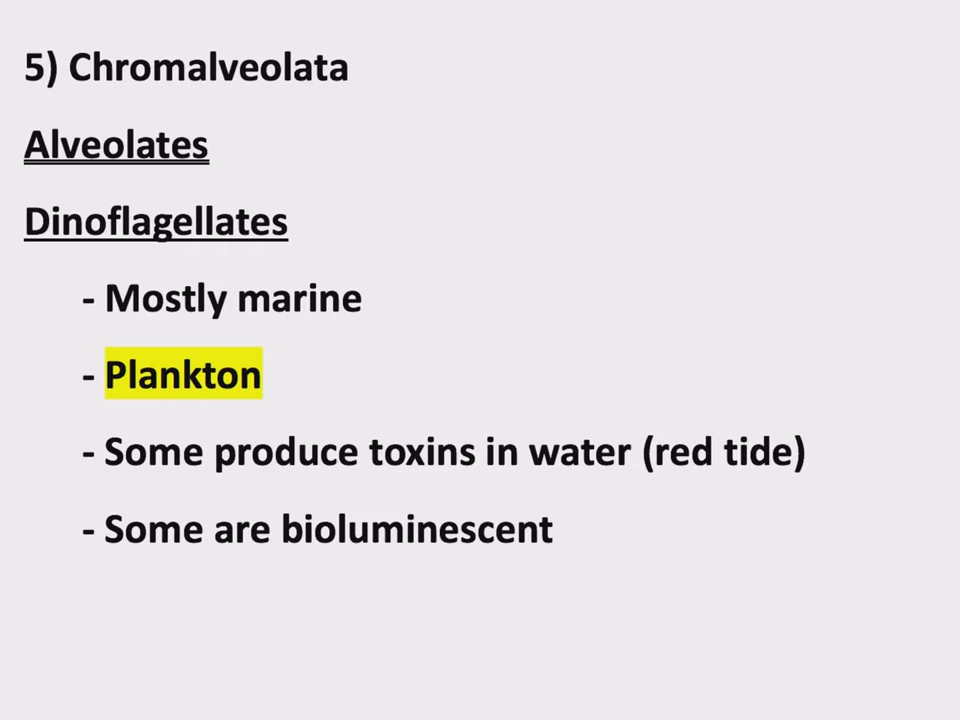 5) Chromalveolata
Alveolates
Dinoflagellates
- Mostly marine
- Plankton
- Some produce toxins in water (red tide)
- Some are bioluminescent